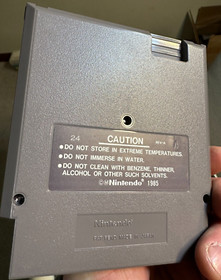 24 CAUTION REV-A
• DO NOT STORE IN EXTREME TEMPERATURES.
• DO NOT IMMERSE IN WATER.
• DO NOT CLEAN WITH BENZENE, THINNER,
ALCOHOL OR OTHER SUCH SOLVENTS.
©Nintendo® 1985
Nintendo®